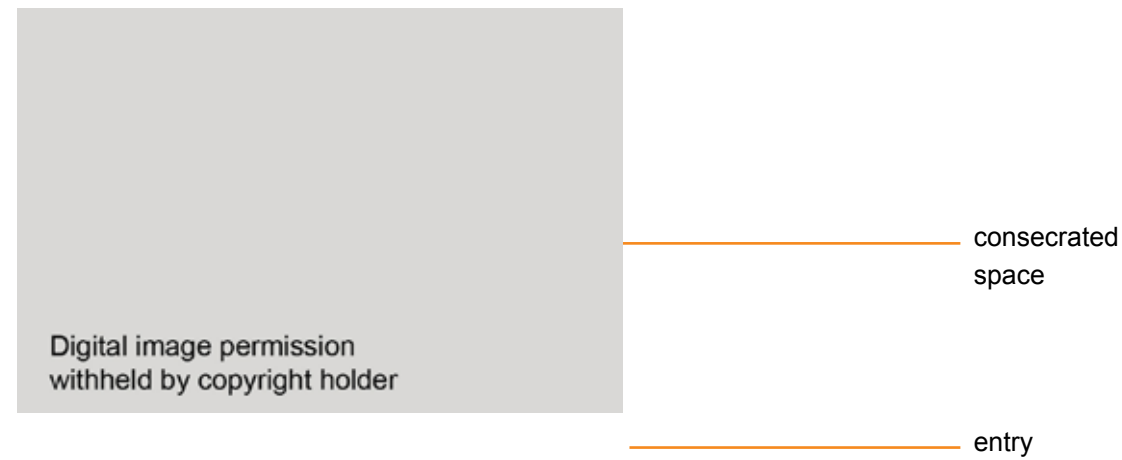 consecrated
space
Digital image permission
withheld by copyright holder
entry